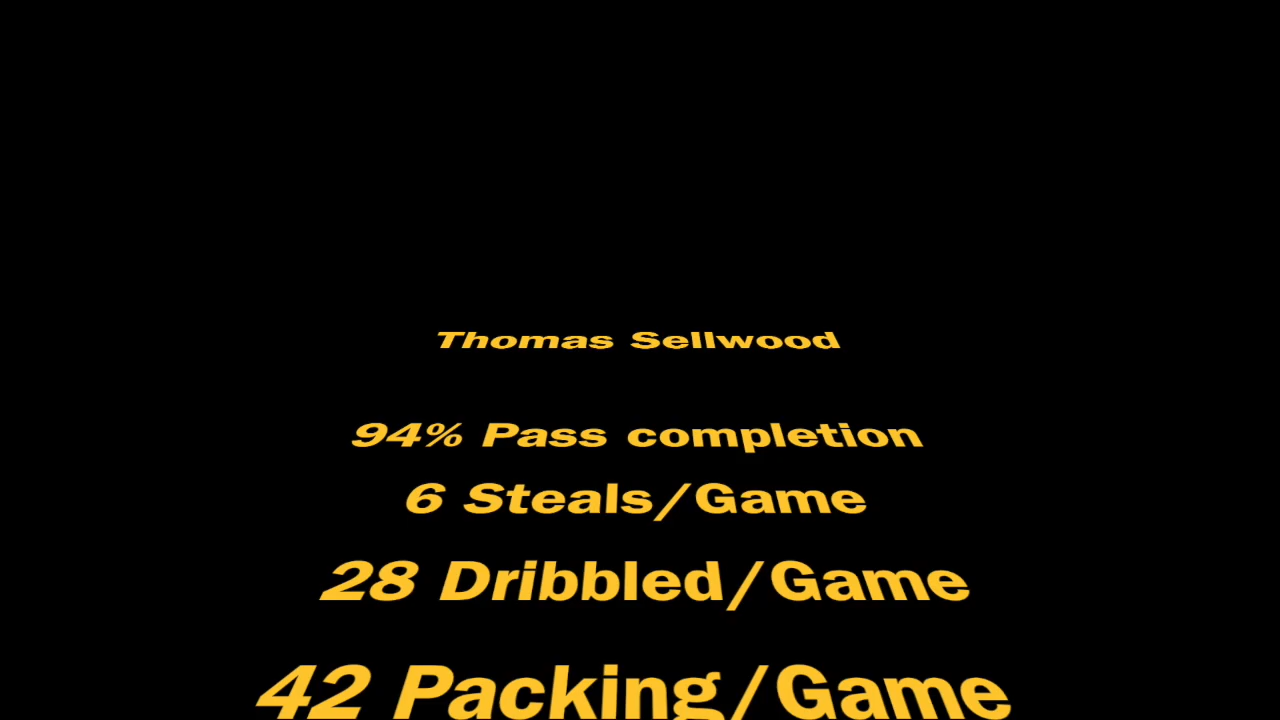 Thomas Sellwood
94% Pass completion
6 Steals/Game
28 Dribbled/Game
42 Packing/Game